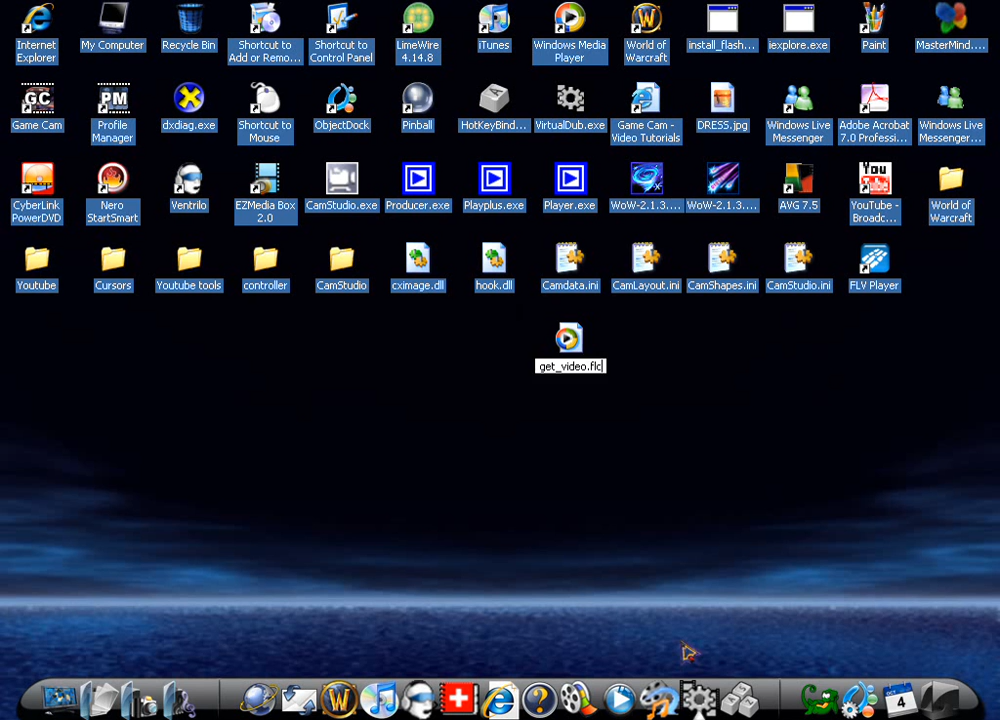 Internet Explorer
My Computer
Recycle Bin
Shortcut to Add or Remo...
Shortcut to Control Panel
LimeWire 4.14.8
iTunes
Windows Media Player
World of Warcraft
install_flash...
iexplore.exe
Paint
MasterMind....
GC
Game Cam
PM
Profile Manager
dxdiag.exe
Shortcut to Mouse
ObjectDock
Pinball
A
HotKeyBind...
VirtualDub.exe
Game Cam - Video Tutorials
DRESS.jpg
Windows Live Messenger
Adobe Acrobat 7.0 Professi...
Windows Live Messenger...
CyberLink PowerDVD
Nero StartSmart
Ventrilo
EZMedia Box 2.0
CamStudio.exe
Producer.exe
Playplus.exe
Player.exe
WoW-2.1.3....
WoW-2.1.3....
AVG 7.5
You Tube
YouTube - Broadc...
World of Warcraft
Youtube
Cursors
Youtube tools
controller
CamStudio
cximage.dll
hook.dll
Camdata.ini
CamLayout.ini
CamShapes.ini
CamStudio.ini
FLV Player
get_video.flc
OCT
4